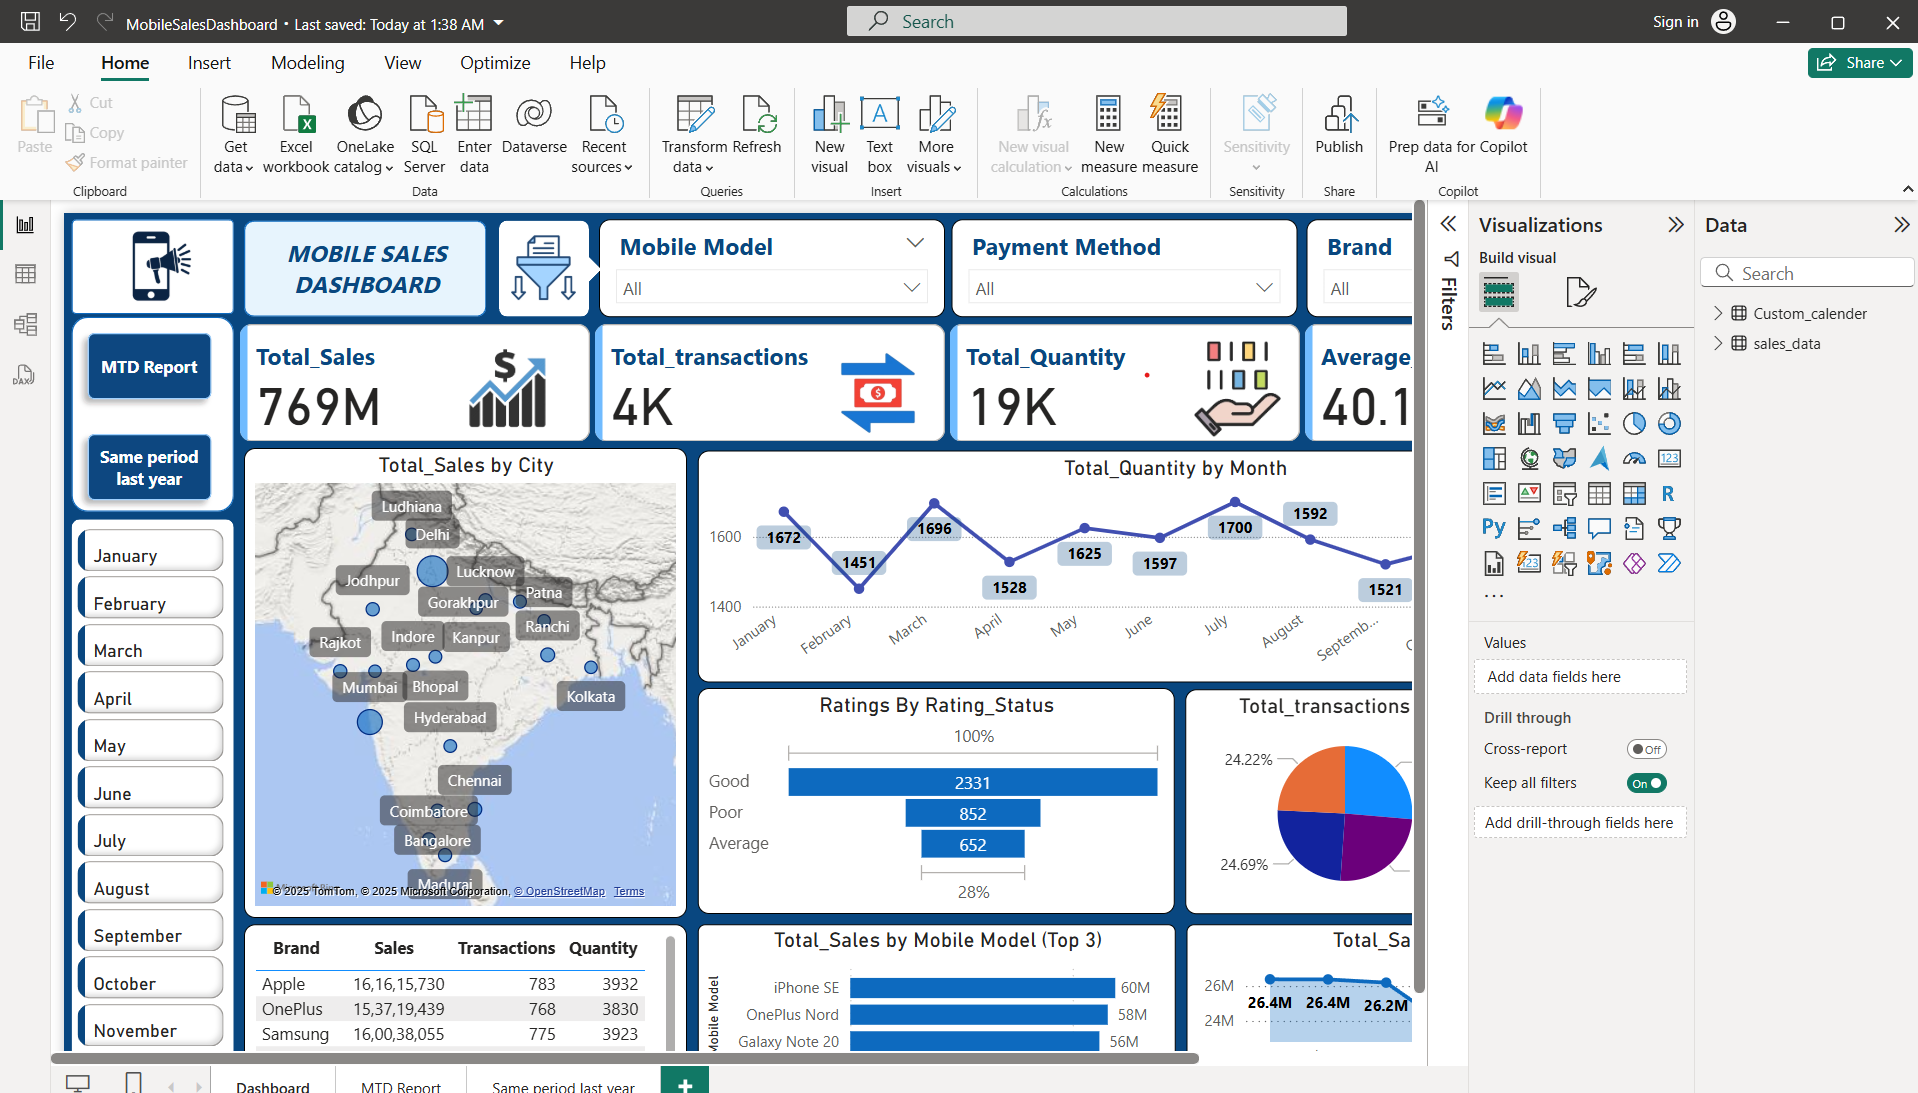 MobileSalesDashboard • Last saved: Today at 1:38 AM
Search
Sign in
File
Home
Insert
Modeling
View
Optimize
Help
Share
Paste
Cut
Copy
Format painter
Clipboard
Get data
Excel workbook
OneLake catalog
SQL Server
Enter data
Dataverse
Recent sources
Data
Transform data
Refresh
Queries
New visual
Text box
More visuals
Insert
New visual calculation
New measure
Quick measure
Calculations
Sensitivity
Sensitivity
Publish
Share
Prep data for AI
Copilot
Copilot
MOBILE SALES
DASHBOARD
Mobile Model
All
Payment Method
All
Brand
All
MTD Report
Same period
last year
Total_Sales
769M
Total_transactions
4K
Total_Quantity
19K
Average
40.1
January
February
March
April
May
June
July
August
September
October
November
Total_Sales by City
Ludhiana
Delhi
Lucknow
Jodhpur
Patna
Gorakhpur
Ranchi
Rajkot
Indore
Kanpur
Mumbai
Bhopal
Kolkata
Hyderabad
Chennai
Coimbatore
Bangalore
Madurai
© 2025 TomTom, © 2025 Microsoft Corporation, © OpenStreetMap Terms
Total_Quantity by Month
1600
1400
1672
1451
1696
1528
1625
1597
1700
1592
1521
January
February
March
April
May
June
July
August
Septemb...
Ratings By Rating_Status
100%
Good 2331
Poor 852
Average 652
28%
Total_transactions
24.22%
24.69%
Brand Sales Transactions Quantity
Apple 16,16,15,730 783 3932
OnePlus 15,37,19,439 768 3830
Samsung 16,00,38,055 775 3923
Total_Sales by Mobile Model (Top 3)
Mobile Model
iPhone SE 60M
OnePlus Nord 58M
Galaxy Note 20 56M
Total_Sa
26M
24M
26.4M
26.4M
26.2M
Filters
Visualizations
Build visual
123
R
Py
123
...
Values
Add data fields here
Drill through
Cross-report
Off
Keep all filters
On
Add drill-through fields here
Data
Search
Custom_calender
sales_data
Dashboard
MTD Report
Same period last year